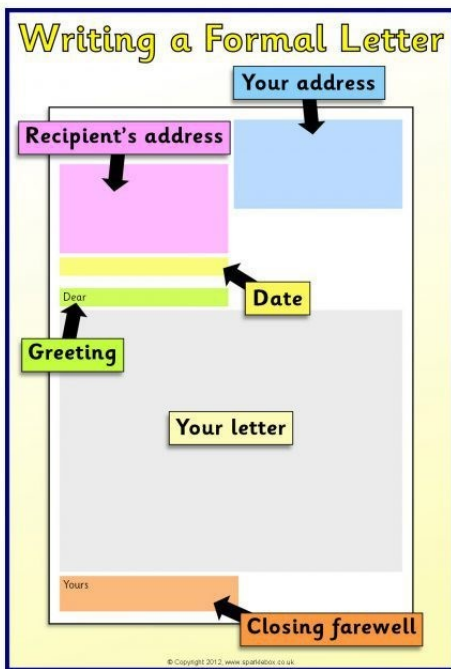 Writing a Formal Letter
Your address
Recipient's address
Date
Dear
Greeting
Your letter
Yours
Closing farewell
© Copyright 2012, www.sparklebox.co.uk